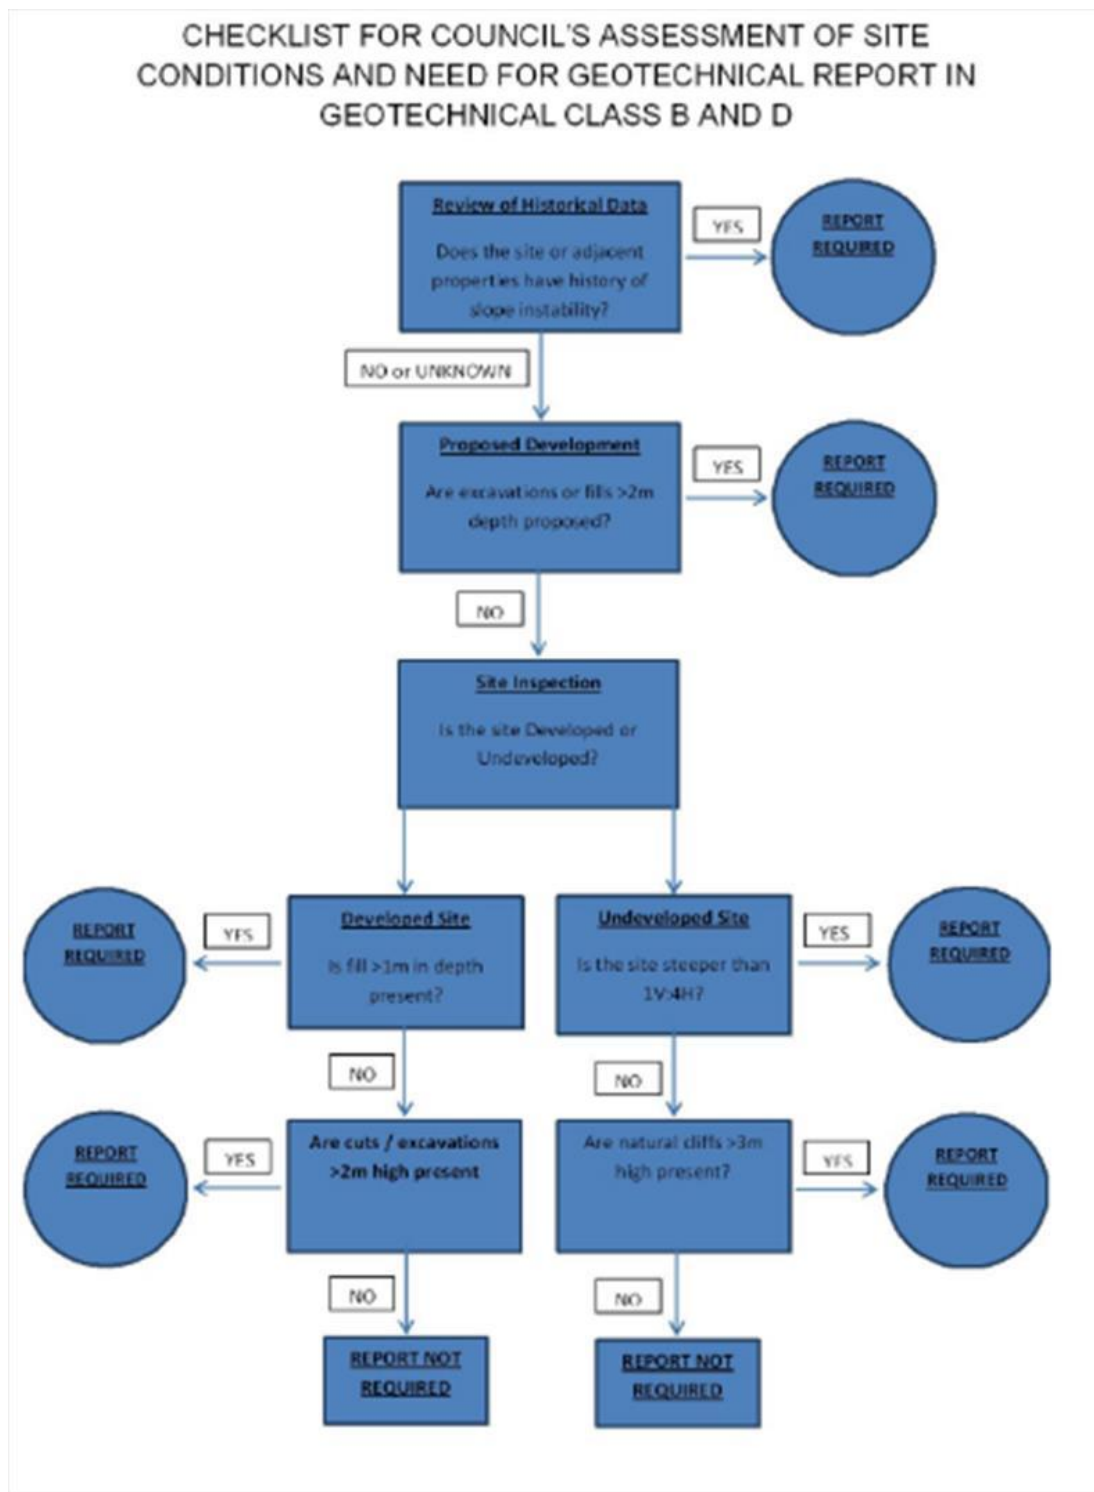 CHECKLIST FOR COUNCIL'S ASSESSMENT OF SITE
CONDITIONS AND NEED FOR GEOTECHNICAL REPORT IN
GEOTECHNICAL CLASS B AND D
Review of Historical Data
Does the site or adjacent
properties have history of
slope instability?
YES
REPORT
REQUIRED
NO or UNKNOWN
Proposed Development
Are excavations or fills >2m
depth proposed?
YES
REPORT
REQUIRED
NO
Site Inspection
Is the site Developed or
Undeveloped?
REPORT
REQUIRED
YES
Developed Site
Is fill >1m in depth
present?
Undeveloped Site
Is the site steeper than
1V:4H?
YES
REPORT
REQUIRED
NO
NO
REPORT
REQUIRED
YES
Are cuts / excavations
>2m high present
Are natural cliffs >3m
high present?
YES
REPORT
REQUIRED
NO
NO
REPORT NOT
REQUIRED
REPORT NOT
REQUIRED